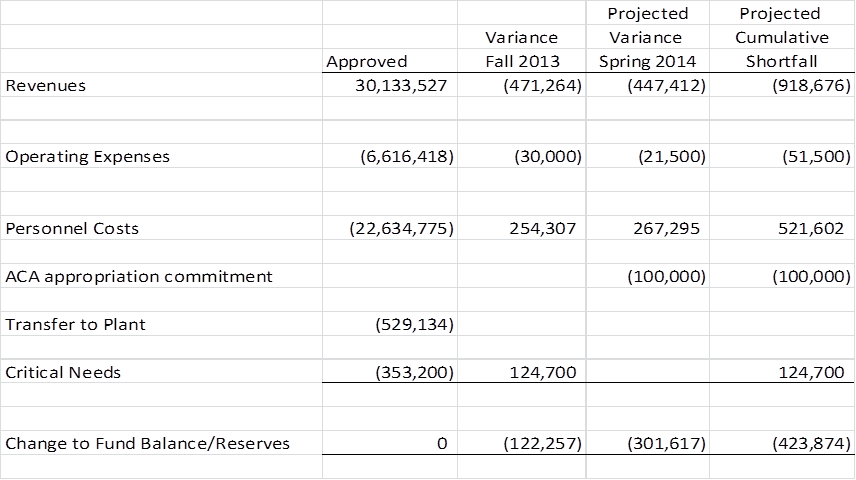 Projected Projected
Variance Variance Cumulative
Approved Fall 2013 Spring 2014 Shortfall
Revenues 30,133,527 (471,264) (447,412) (918,676)
Operating Expenses (6,616,418) (30,000) (21,500) (51,500)
Personnel Costs (22,634,775) 254,307 267,295 521,602
ACA appropriation commitment (100,000) (100,000)
Transfer to Plant (529,134)
Critical Needs (353,200) 124,700 124,700
Change to Fund Balance/Reserves 0 (122,257) (301,617) (423,874)